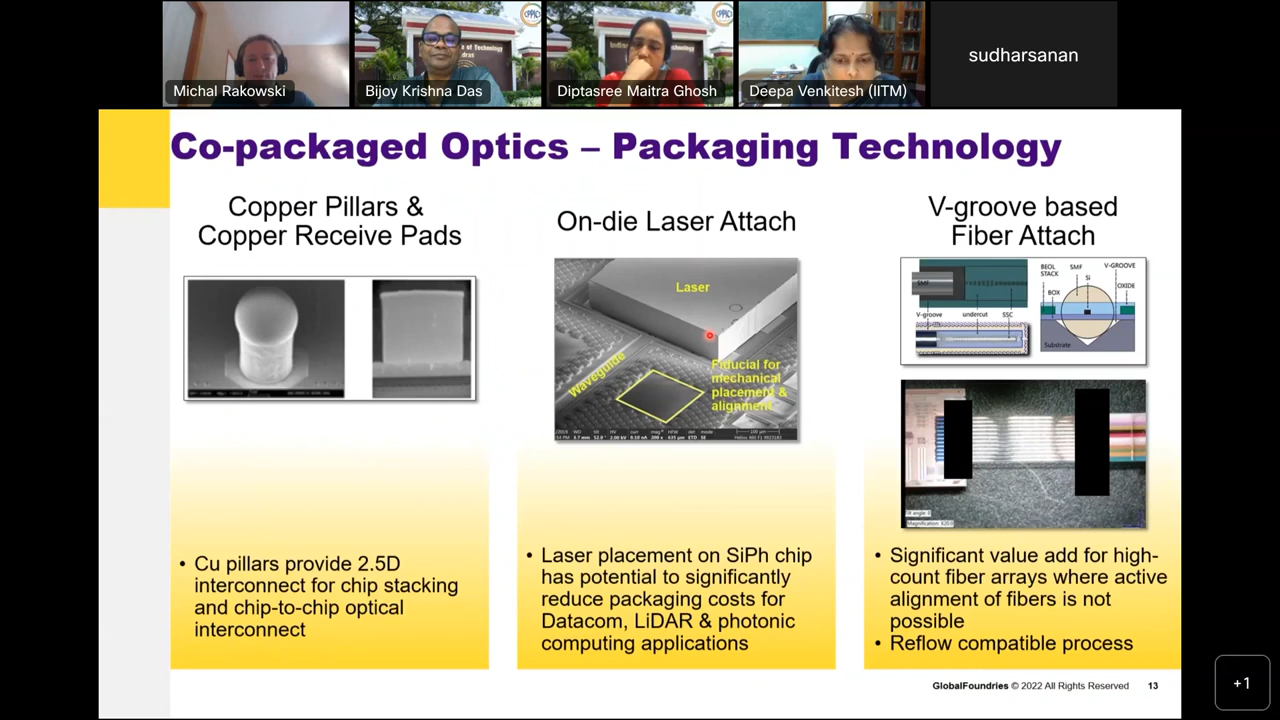 sudharsanan
Michal Rakowski
Bijoy Krishna Das
Diptasree Maitra Ghosh
Deepa Venkitesh (IITM)
Co-packaged Optics – Packaging Technology
Copper Pillars &
Copper Receive Pads
On-die Laser Attach
V-groove based
Fiber Attach
Laser
Waveguide
Fiducial for
mechanical
placement &
alignment
SMF
V-groove
undercut
SSC
BEOL
STACK
SMF
V-GROOVE
Si
BOX
OXIDE
Substrate
• Cu pillars provide 2.5D
interconnect for chip stacking
and chip-to-chip optical
interconnect
• Laser placement on SiPh chip
has potential to significantly
reduce packaging costs for
Datacom, LiDAR & photonic
computing applications
• Significant value add for high-
count fiber arrays where active
alignment of fibers is not
possible
• Reflow compatible process
GlobalFoundries © 2022 All Rights Reserved 13
+1